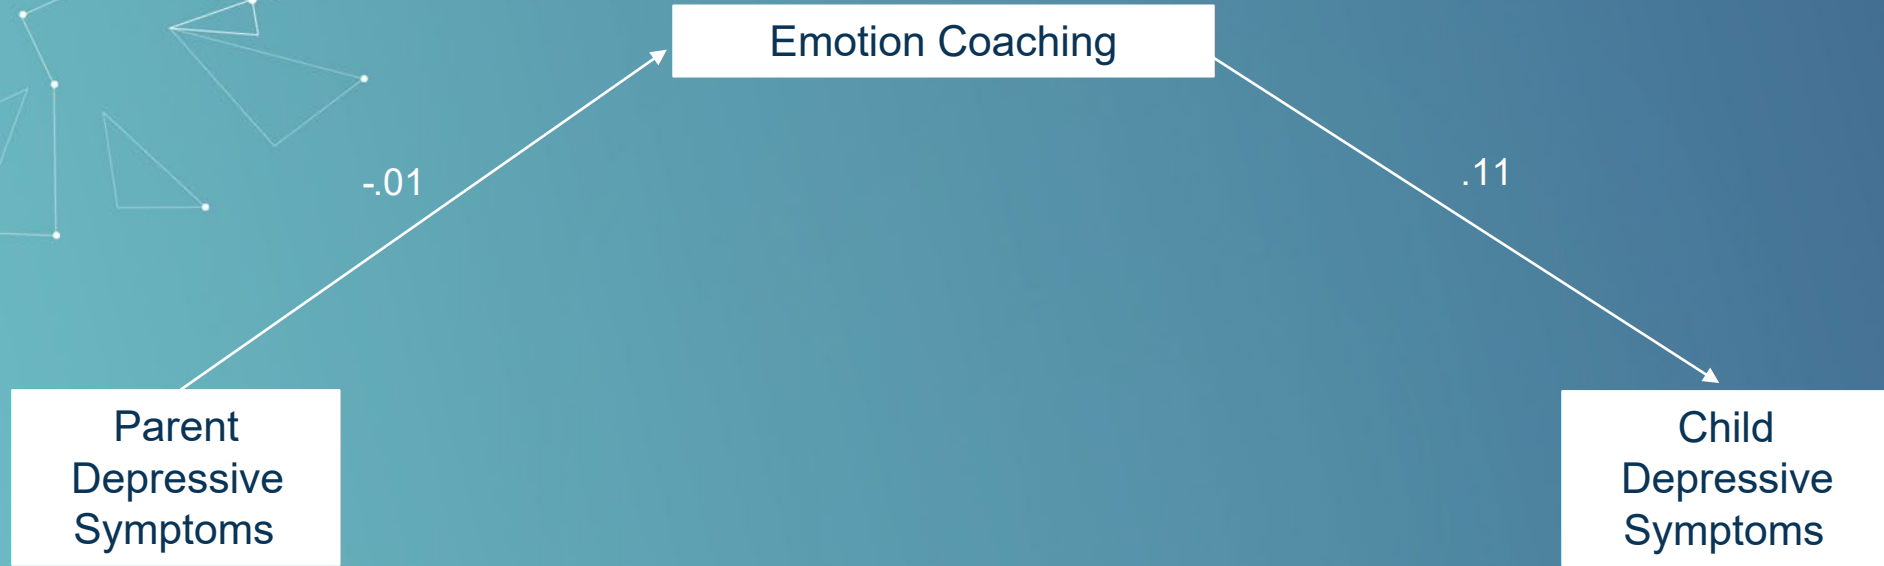 Emotion Coaching
-.01
.11
Parent
Depressive
Symptoms
Child
Depressive
Symptoms